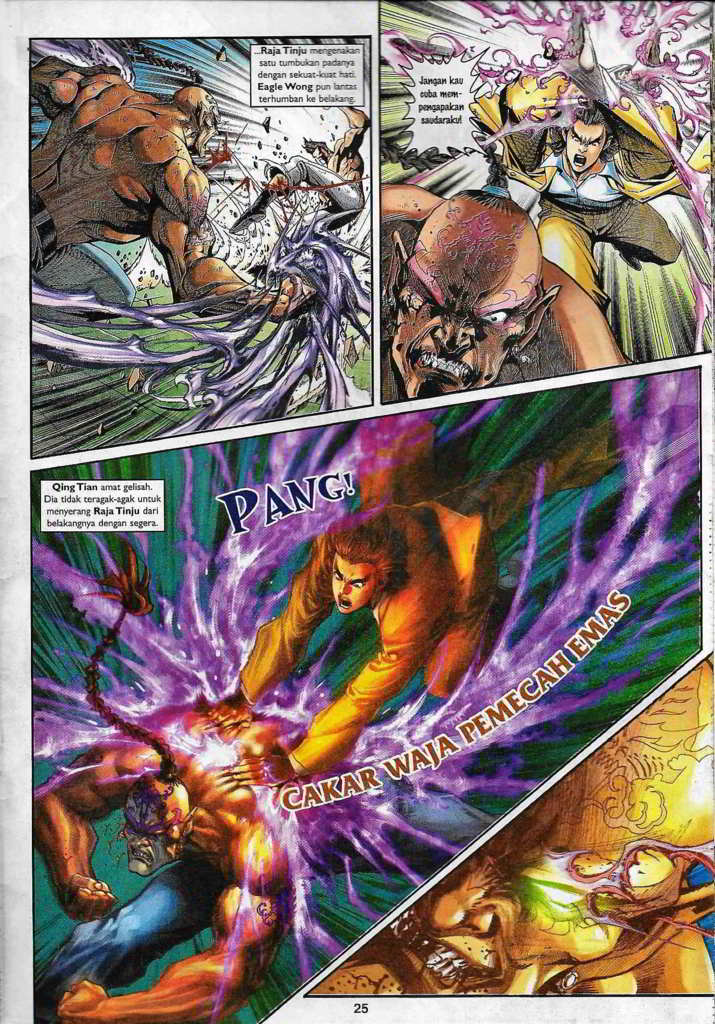 ...Raja Tinju mengenakan
satu tumbukan padanya
dengan sekuat-kuat hati.
Eagle Wong pun lantas
terhumban ke belakang.
Jangan kau
cuba mem-
pengapakan
saudaraku!
Qing Tian amat gelisah.
Dia tidak teragak-agak untuk
menyerang Raja Tinju dari
belakangnya dengan segera.
PANG!
CAKAR WAJA PEMECAH EMAS
25